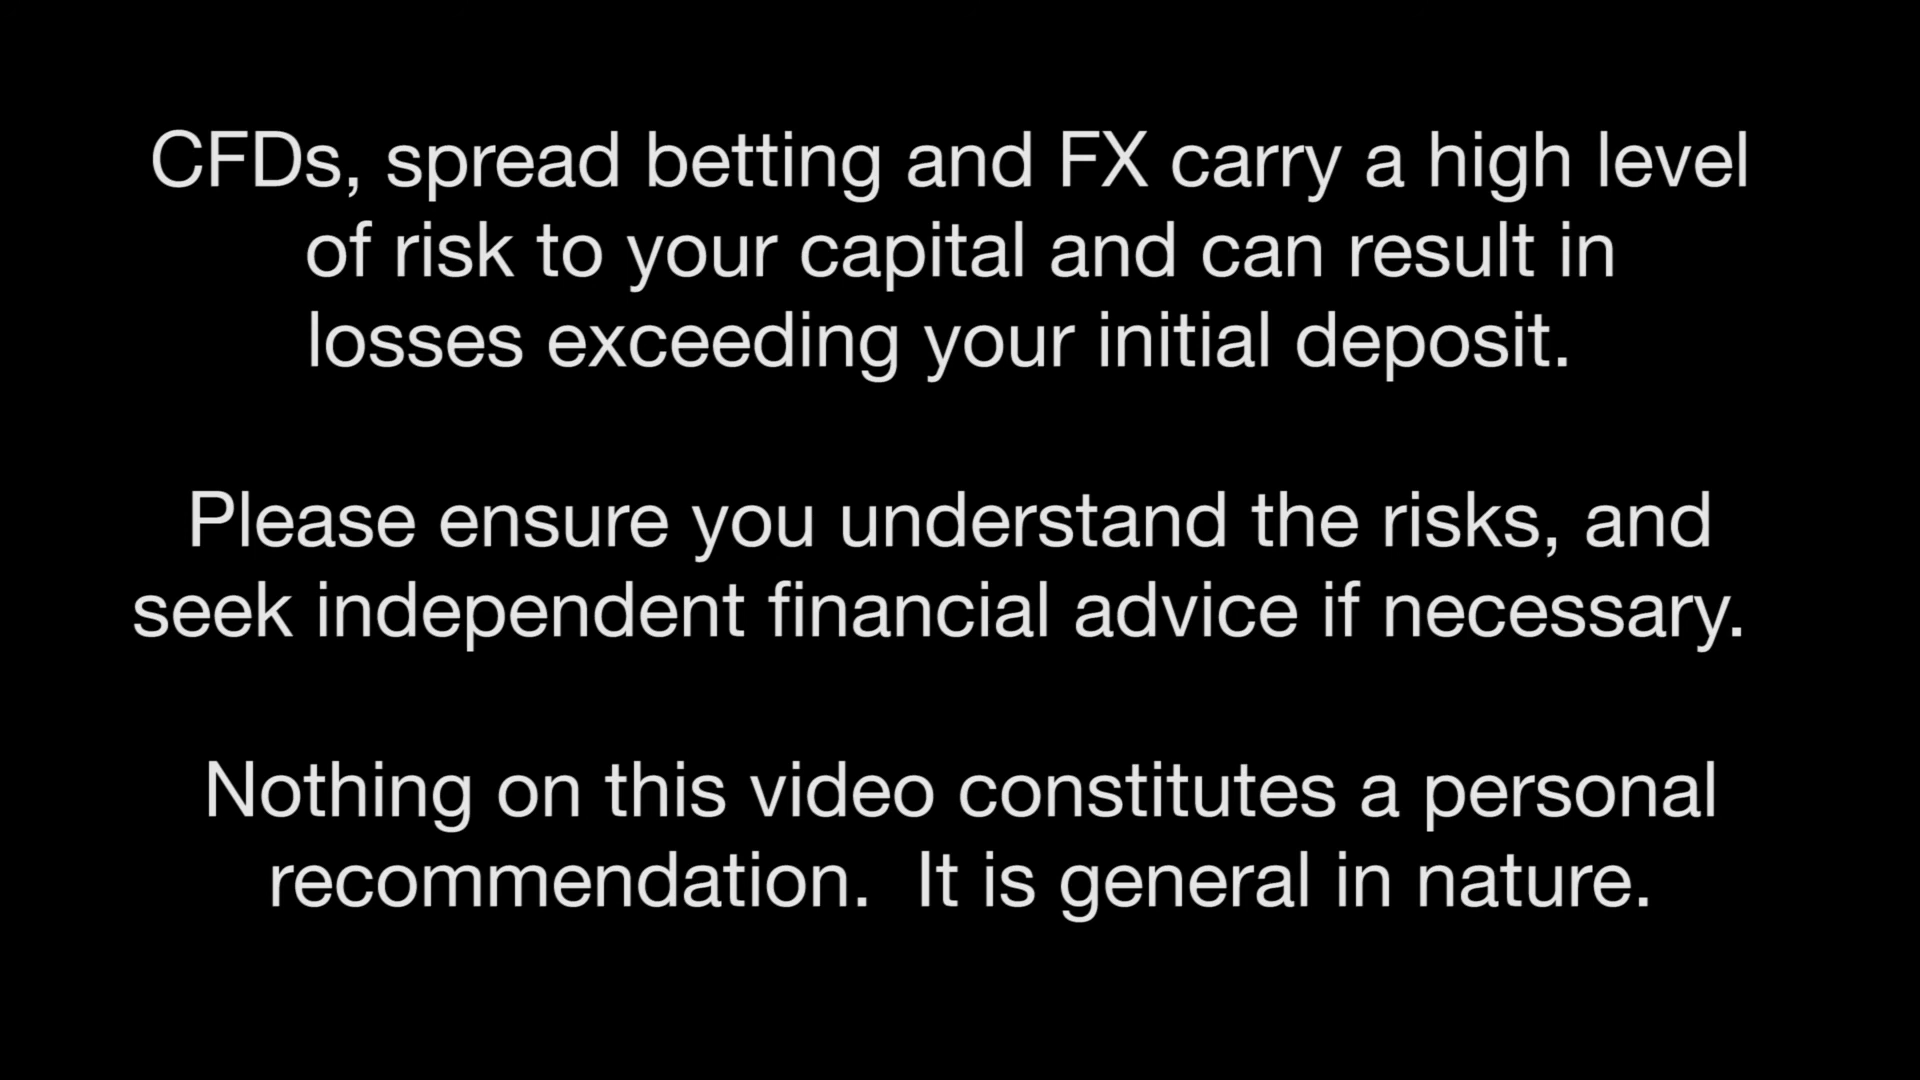 CFDs, spread betting and FX carry a high level
of risk to your capital and can result in
losses exceeding your initial deposit.
Please ensure you understand the risks, and
seek independent financial advice if necessary.
Nothing on this video constitutes a personal
recommendation.  It is general in nature.